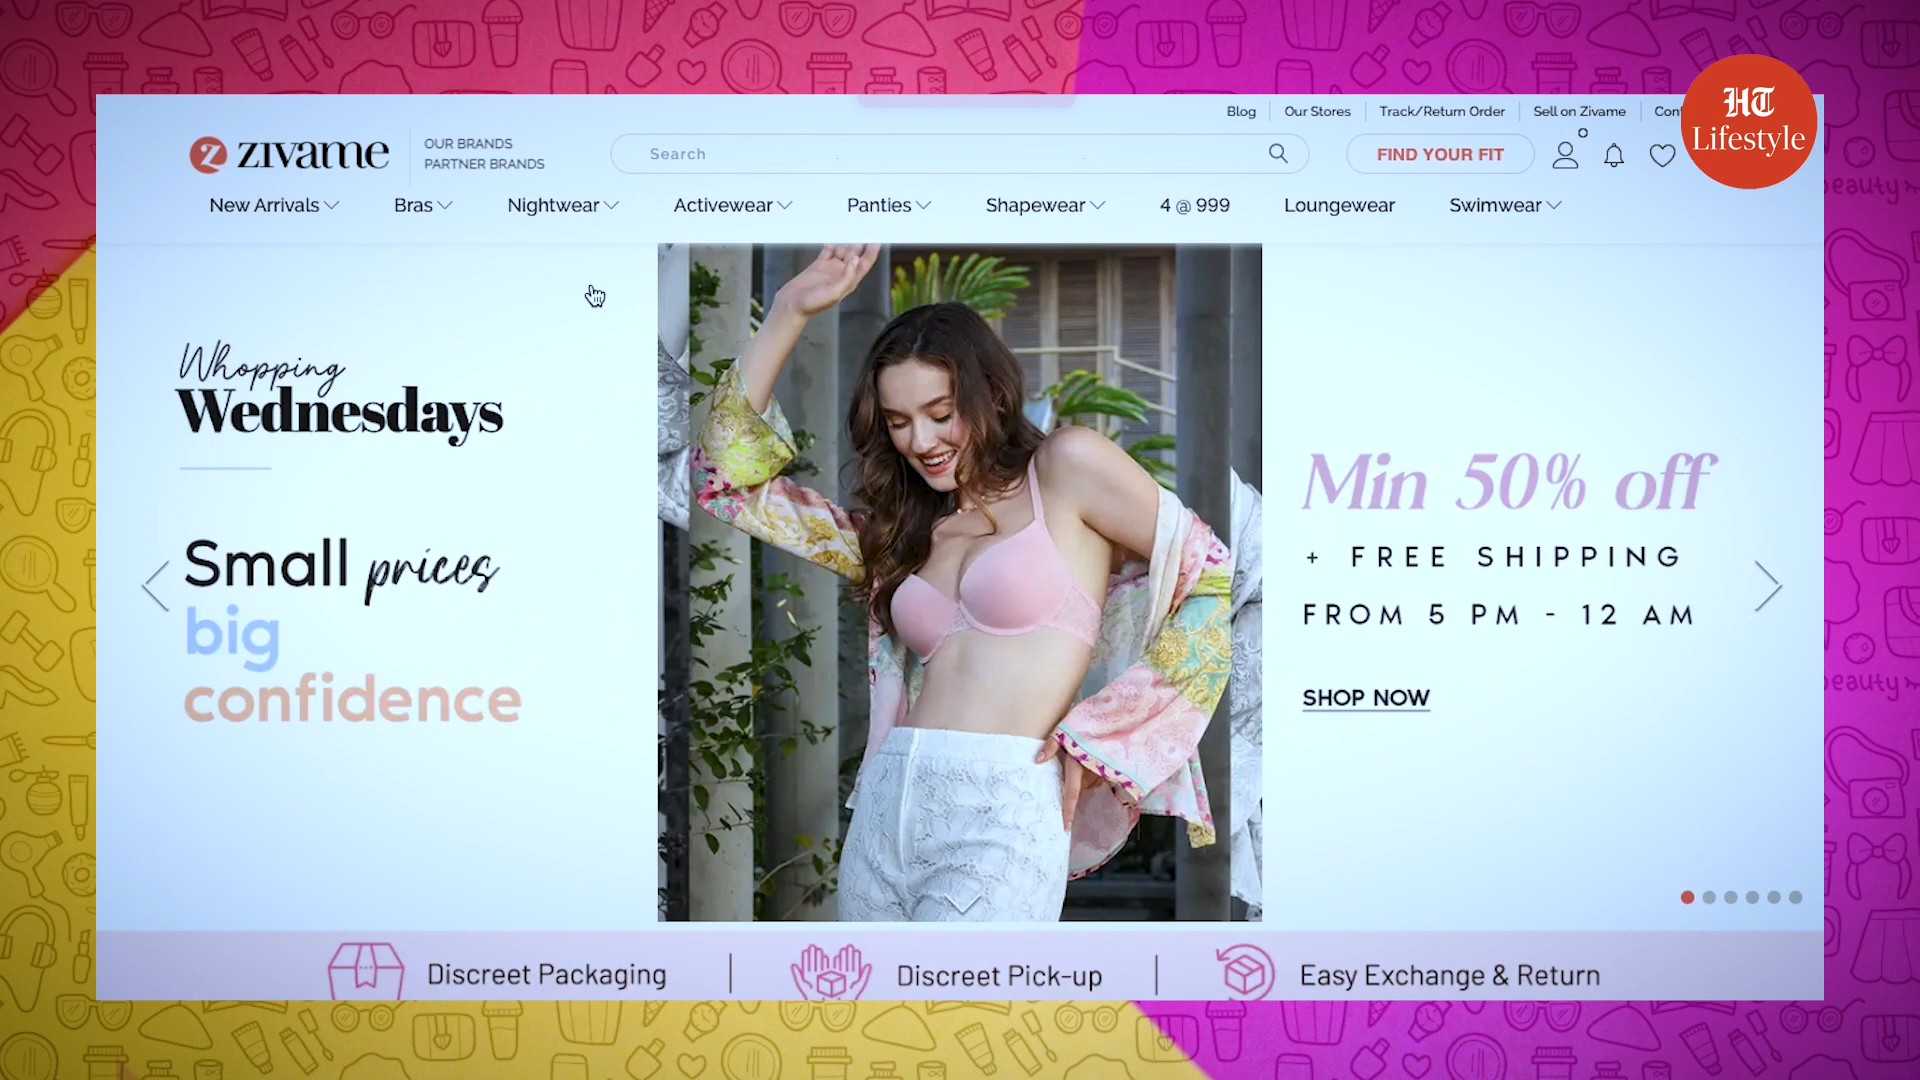 HT
Lifestyle
Blog
Our Stores
Track/Return Order
Sell on Zivame
Z
zivame
OUR BRANDS
PARTNER BRANDS
Search
FIND YOUR FIT
New Arrivals
Bras
Nightwear
Activewear
Panties
Shapewear
4 @ 999
Loungewear
Swimwear
Whopping
Wednesdays
Small prices
big
confidence
Min 50% off
+ FREE SHIPPING
FROM 5 PM - 12 AM
SHOP NOW
Discreet Packaging
Discreet Pick-up
Easy Exchange & Return
beauty
beauty